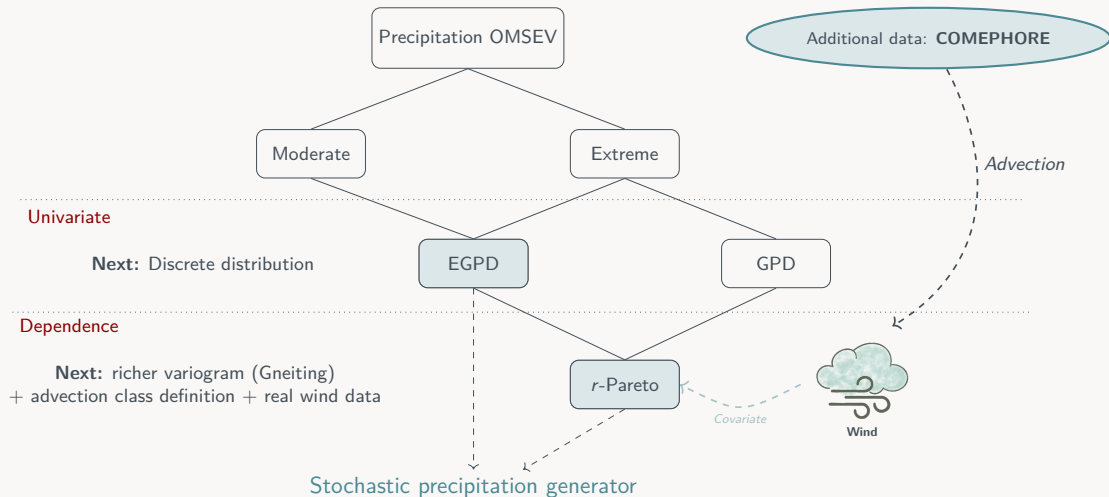 Precipitation OMSEV
Additional data: COMEPHORE
Moderate
Extreme
Advection
Univariate
Next: Discrete distribution
EGPD
GPD
Dependence
Next: richer variogram (Gneiting)
+ advection class definition + real wind data
r-Pareto
Covariate
Wind
Stochastic precipitation generator